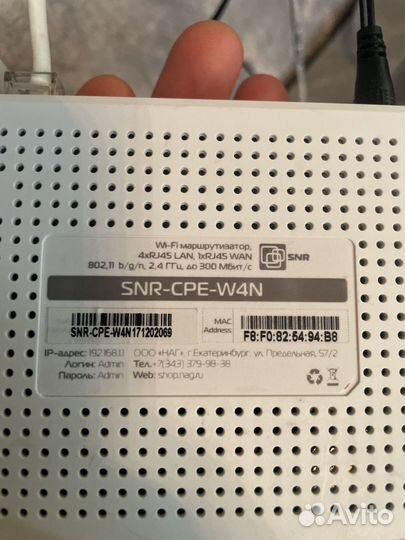 Wi-Fi маршрутизатор,
4xRJ45 LAN, 1xRJ45 WAN
802,11 b/g/n, 2,4 ГГц, до 300 Мбит/с
SNR
SNR-CPE-W4N
SNR-CPE-W4N171202069
MAC
Address
F8:F0:82:54:94:B8
IP-адрес: 192.168.1.1 ООО «НАГ», г.Екатеринбург, ул. Предельная, 57/2
Логин: Admin Тел.+7(343) 379-98-38
Пароль: Admin Web: shop.nag.ru
Avito